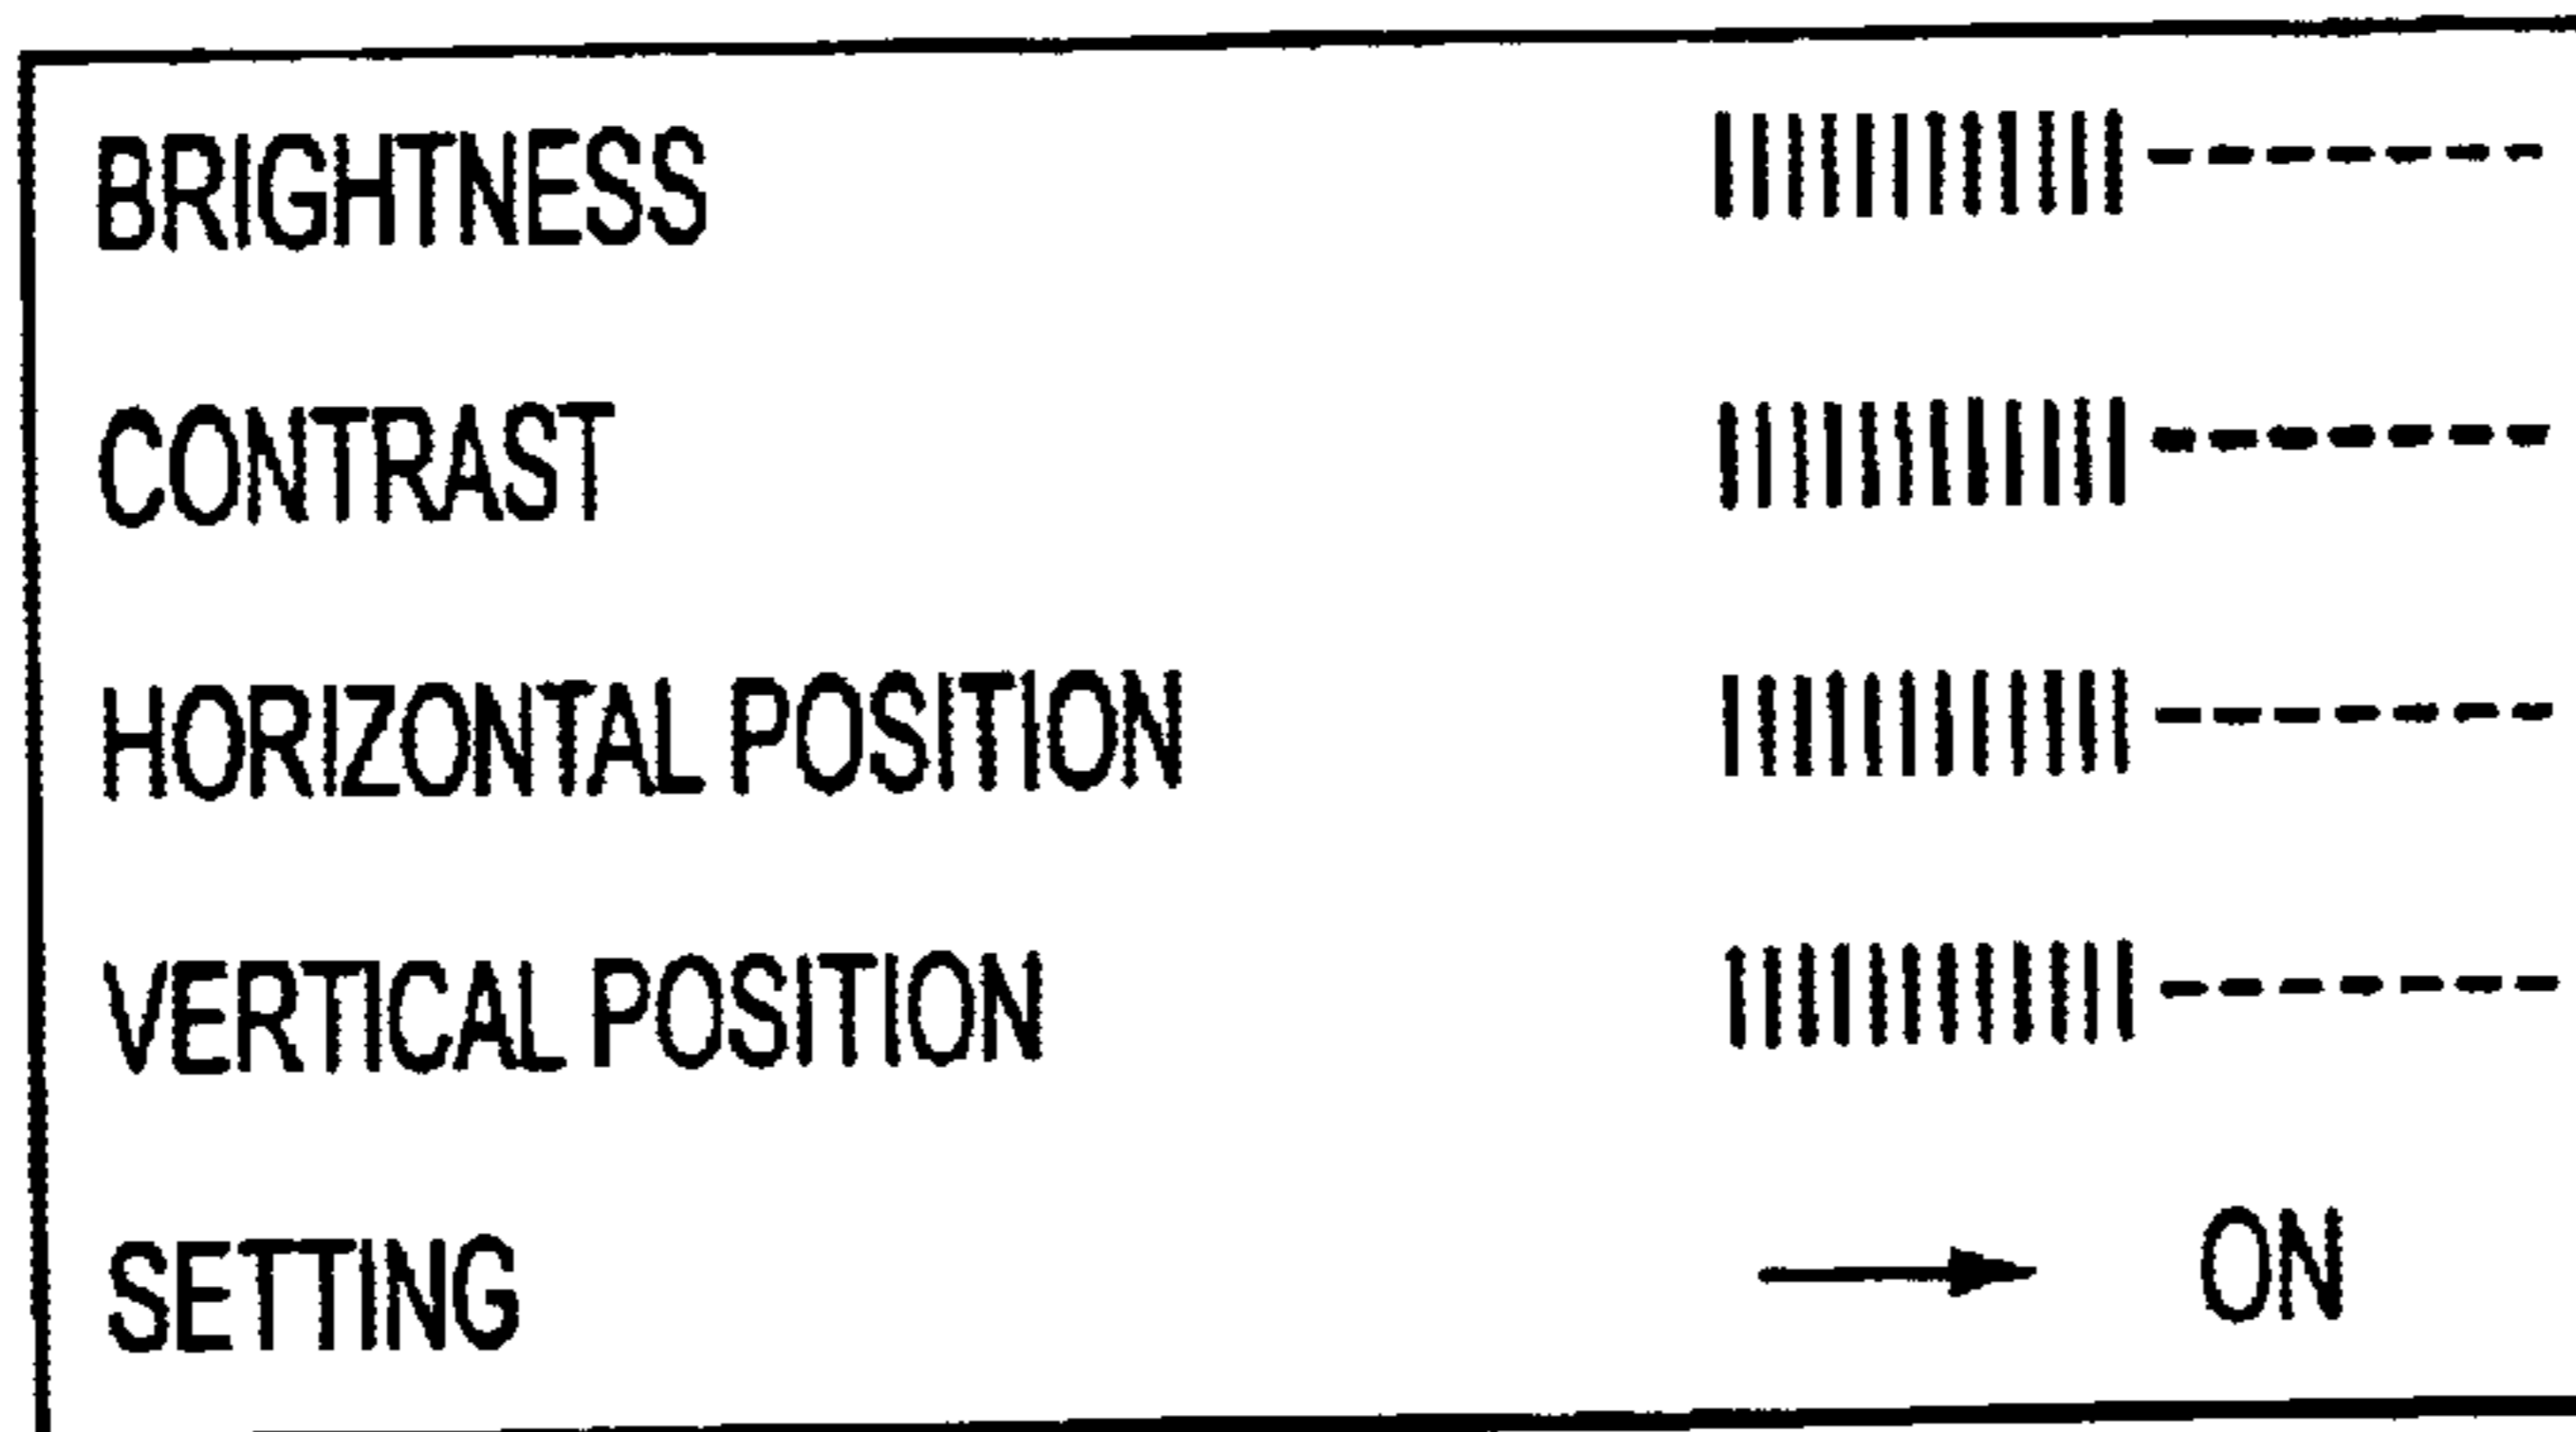 BRIGHTNESS
CONTRAST
HORIZONTAL POSITION
VERTICAL POSITION
SETTING → ON